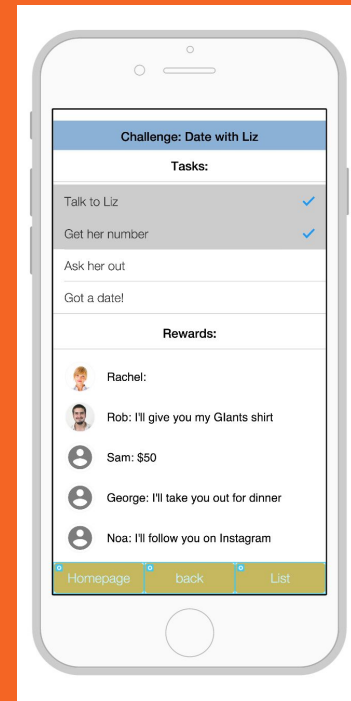 Challenge: Date with Liz
Tasks:
Talk to Liz
Get her number
Ask her out
Got a date!
Rewards:
Rachel:
Rob: I'll give you my GIants shirt
Sam: $50
George: I'll take you out for dinner
Noa: I'll follow you on Instagram
Homepage back List